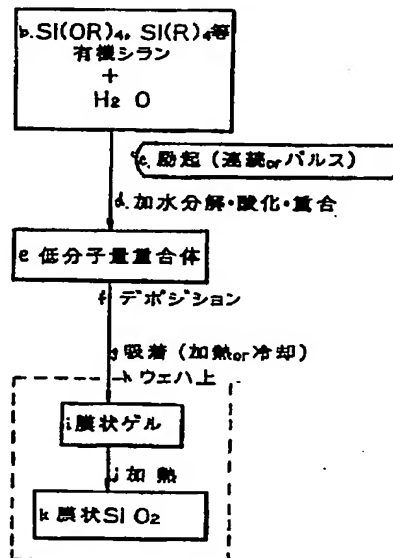 b. Si(OR)₄, Si(R)₄等
有機シラン
+
H₂O
c. 励起 (連続orパルス)
d. 加水分解・酸化・重合
e 低分子量重合体
f デポジション
g 吸着 (加熱or冷却)
h ウェハ上
i 膜状ゲル
j 加熱
k 膜状SiO₂